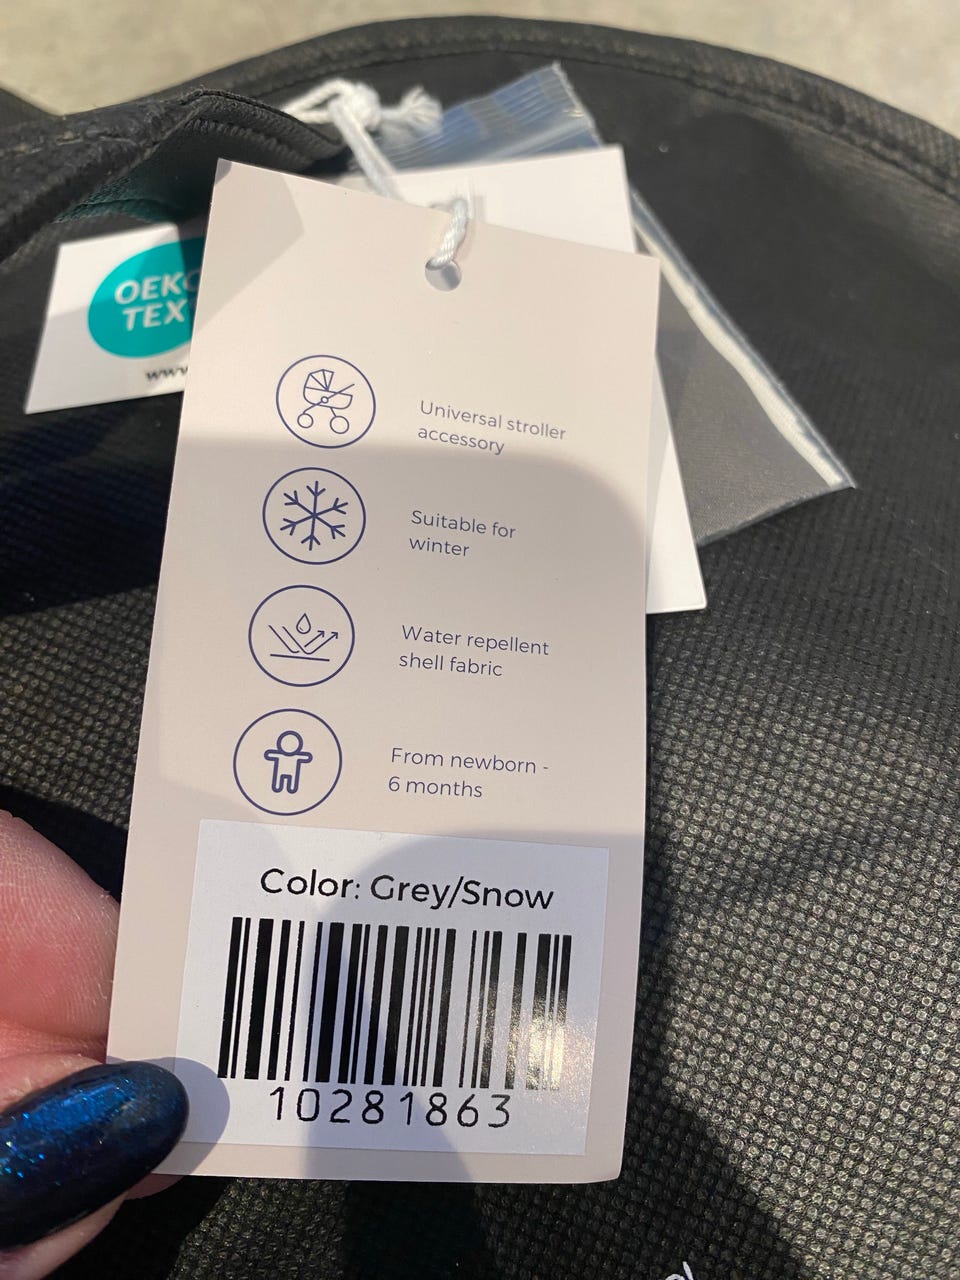 OEKO
TEX
www
Universal stroller
accessory
Suitable for
winter
Water repellent
shell fabric
From newborn -
6 months
Color: Grey/Snow
10281863